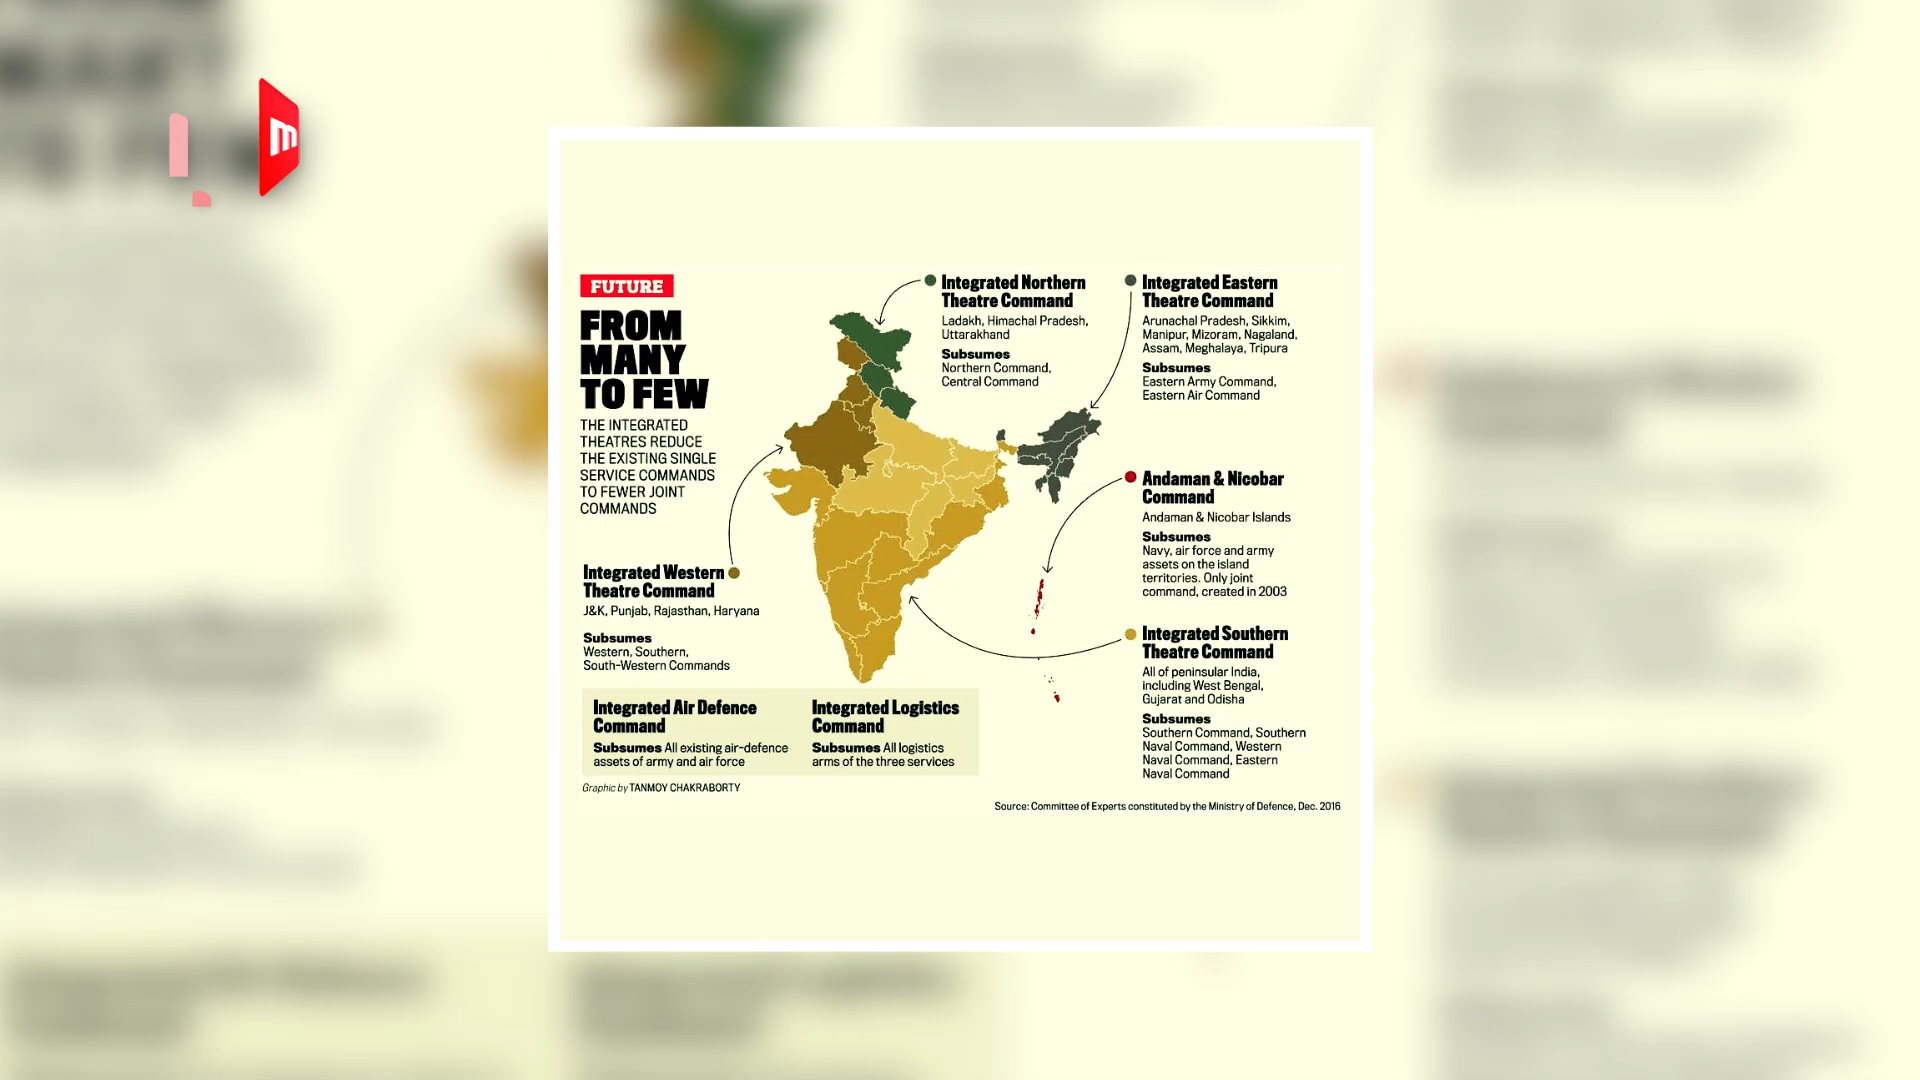 m
FUTURE
FROM
MANY
TO FEW
THE INTEGRATED
THEATRES REDUCE
THE EXISTING SINGLE
SERVICE COMMANDS
TO FEWER JOINT
COMMANDS
Integrated Northern
Theatre Command
Ladakh, Himachal Pradesh,
Uttarakhand
Subsumes
Northern Command,
Central Command
Integrated Eastern
Theatre Command
Arunachal Pradesh, Sikkim,
Manipur, Mizoram, Nagaland,
Assam, Meghalaya, Tripura
Subsumes
Eastern Army Command,
Eastern Air Command
Andaman & Nicobar
Command
Andaman & Nicobar Islands
Subsumes
Navy, air force and army
assets on the island
territories. Only joint
command, created in 2003
Integrated Western
Theatre Command
J&K, Punjab, Rajasthan, Haryana
Subsumes
Western, Southern,
South-Western Commands
Integrated Southern
Theatre Command
All of peninsular India,
including West Bengal,
Gujarat and Odisha
Subsumes
Southern Command, Southern
Naval Command, Western
Naval Command, Eastern
Naval Command
Integrated Air Defence
Command
Subsumes All existing air-defence
assets of army and air force
Integrated Logistics
Command
Subsumes All logistics
arms of the three services
Graphic by TANMOY CHAKRABORTY
Source: Committee of Experts constituted by the Ministry of Defence, Dec. 2016